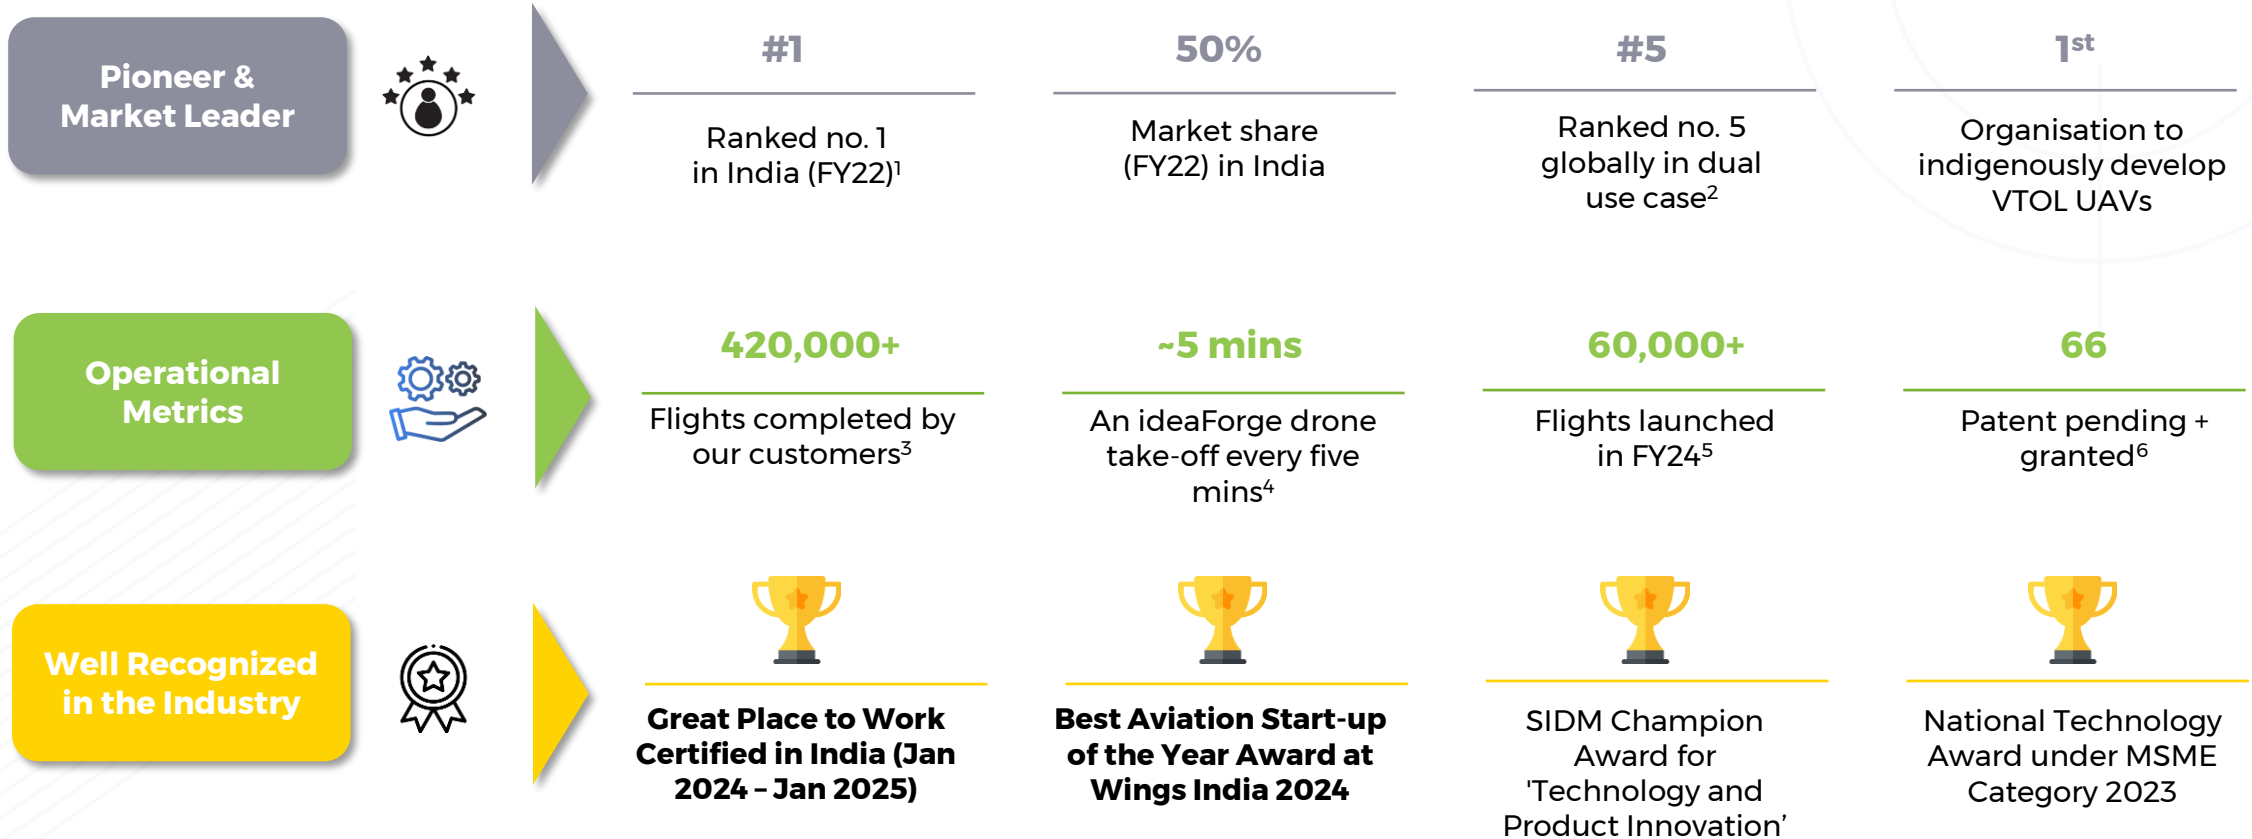 Pioneer &
Market Leader
#1
Ranked no. 1
in India (FY22)¹
50%
Market share
(FY22) in India
#5
Ranked no. 5
globally in dual
use case²
1ˢᵗ
Organisation to
indigenously develop
VTOL UAVs
Operational
Metrics
420,000+
Flights completed by
our customers³
~5 mins
An ideaForge drone
take-off every five
mins⁴
60,000+
Flights launched
in FY24⁵
66
Patent pending +
granted⁶
Well Recognized
in the Industry
Great Place to Work
Certified in India (Jan
2024 – Jan 2025)
Best Aviation Start-up
of the Year Award at
Wings India 2024
SIDM Champion
Award for
'Technology and
Product Innovation’
National Technology
Award under MSME
Category 2023